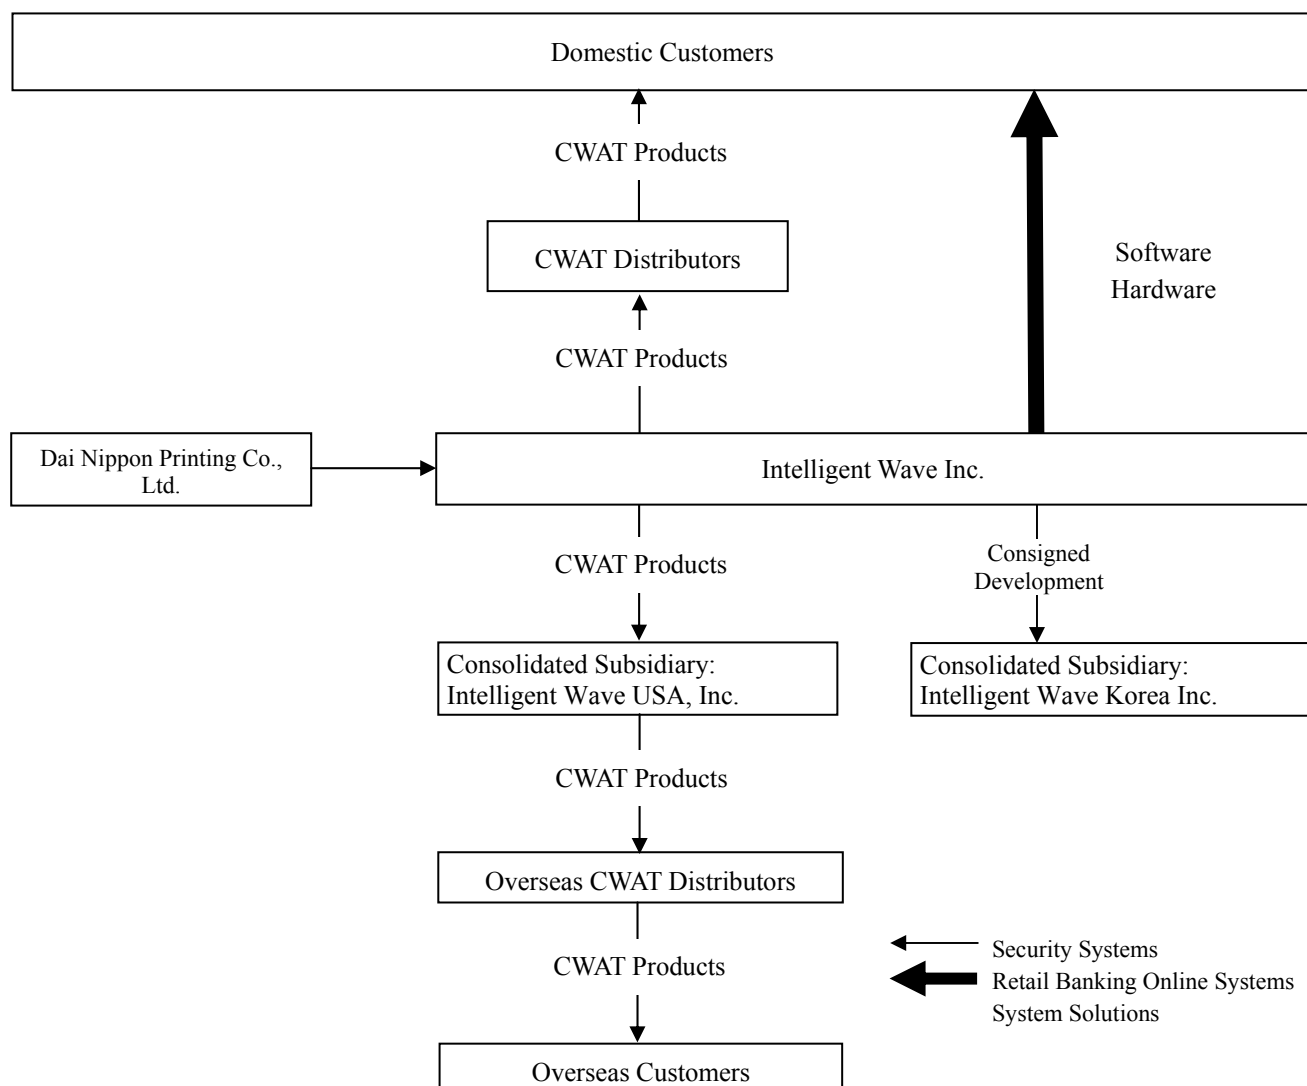 Domestic Customers
CWAT Products
CWAT Distributors
Software
Hardware
CWAT Products
Dai Nippon Printing Co.,
Ltd.
Intelligent Wave Inc.
CWAT Products
Consigned
Development
Consolidated Subsidiary:
Intelligent Wave USA, Inc.
Consolidated Subsidiary:
Intelligent Wave Korea Inc.
CWAT Products
Overseas CWAT Distributors
CWAT Products
Security Systems
Retail Banking Online Systems
System Solutions
Overseas Customers